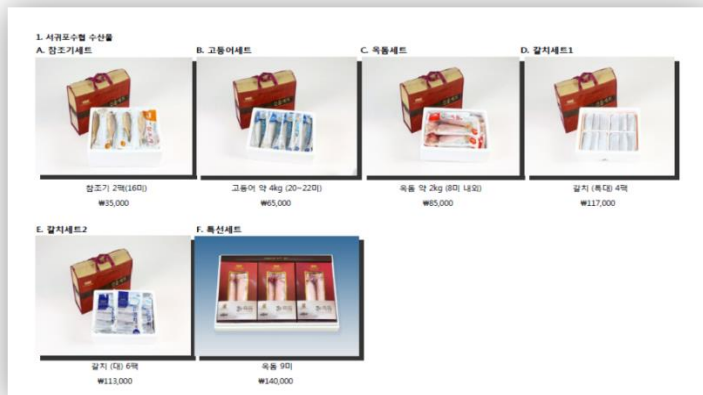 1. 서귀포수협 수산물
A. 참조기세트
B. 고등어세트
C. 옥돔세트
D. 갈치세트1
참조기 2팩(16미)
고등어 약 4kg (20~22미)
옥돔 약 2kg (8미 내외)
갈치 (특대) 4팩
₩35,000
₩65,000
₩85,000
₩117,000
E. 갈치세트2
F. 특선세트
갈치 (대) 6팩
옥돔 9미
₩113,000
₩140,000